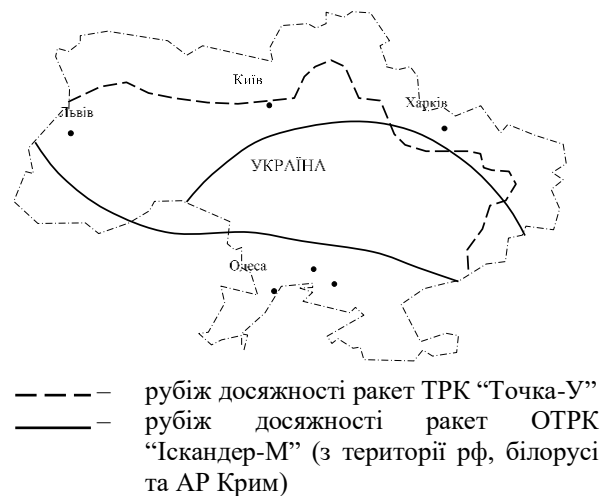 Київ
Харків
Львів
УКРАЇНА
Одеса
– рубіж досяжності ракет ТРК “Точка-У”
– рубіж досяжності ракет ОТРК
“Іскандер-М” (з території рф, білорусі
та АР Крим)